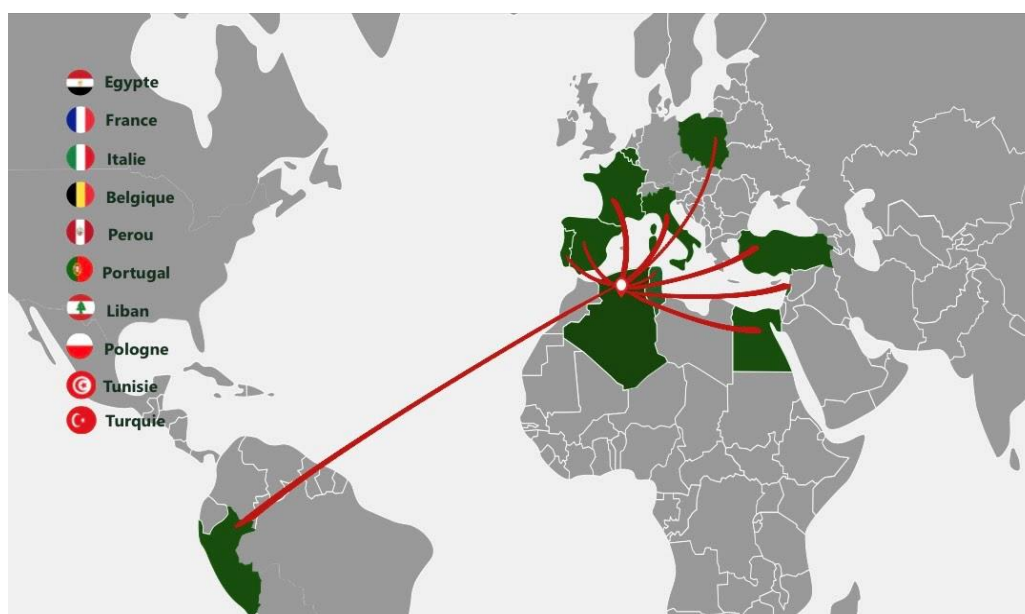 Egypte
France
Italie
Belgique
Perou
Portugal
Liban
Pologne
Tunisie
Turquie